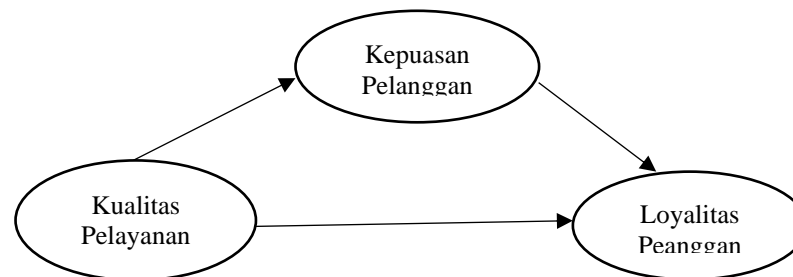 Kepuasan
Pelanggan
Kualitas
Pelayanan
Loyalitas
Peanggan